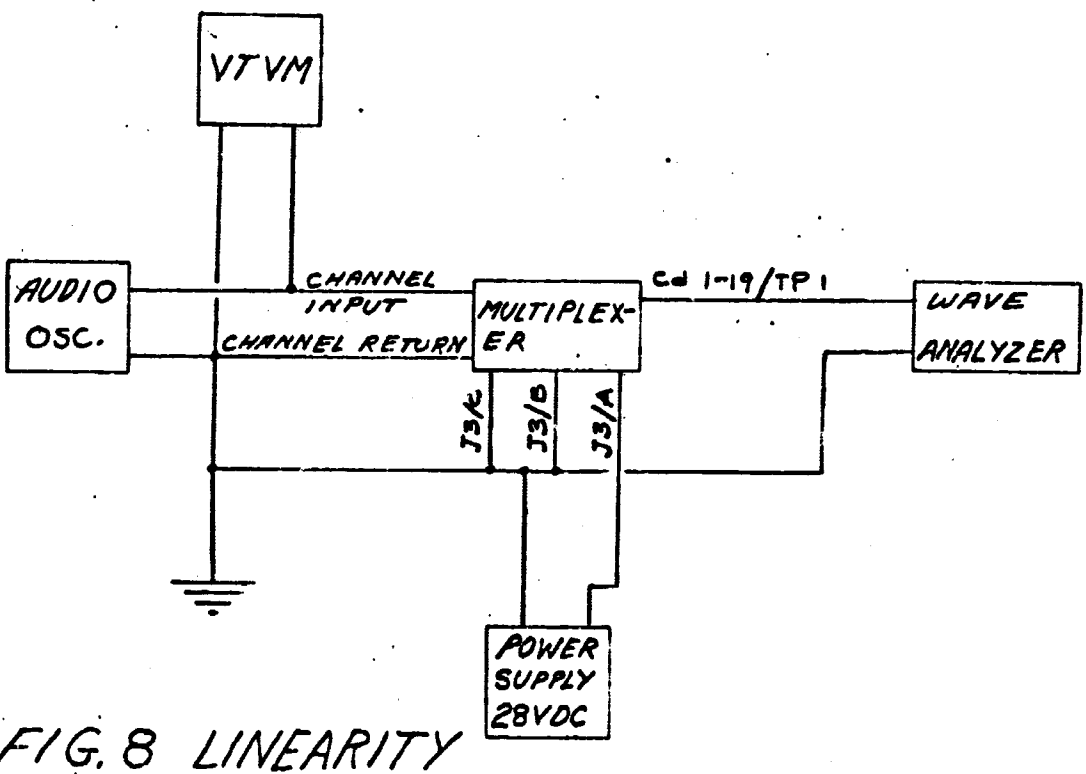 VTVM
AUDIO
OSC.
CHANNEL
INPUT
CHANNEL RETURN
MULTIPLEX-
ER
Cd 1-19/TP1
WAVE
ANALYZER
J3/C
J3/B
J3/A
POWER
SUPPLY
28VDC
FIG. 8 LINEARITY